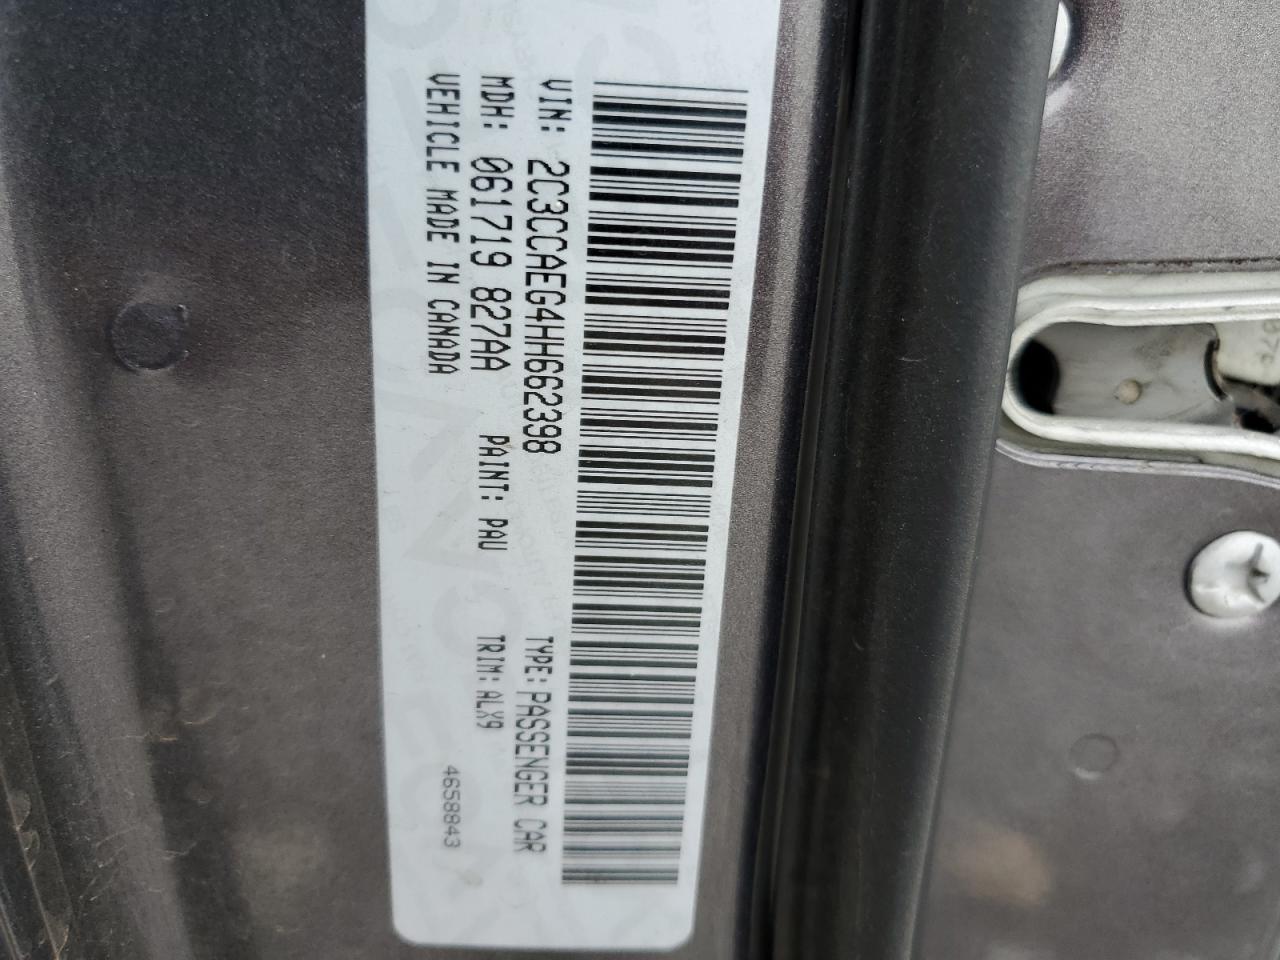 VIN: 2C3CCAEG4HH662398 TYPE: PASSENGER CAR
MDH: 061719 827AA PAINT: PAU TRIM: ALX9
VEHICLE MADE IN CANADA 4658843